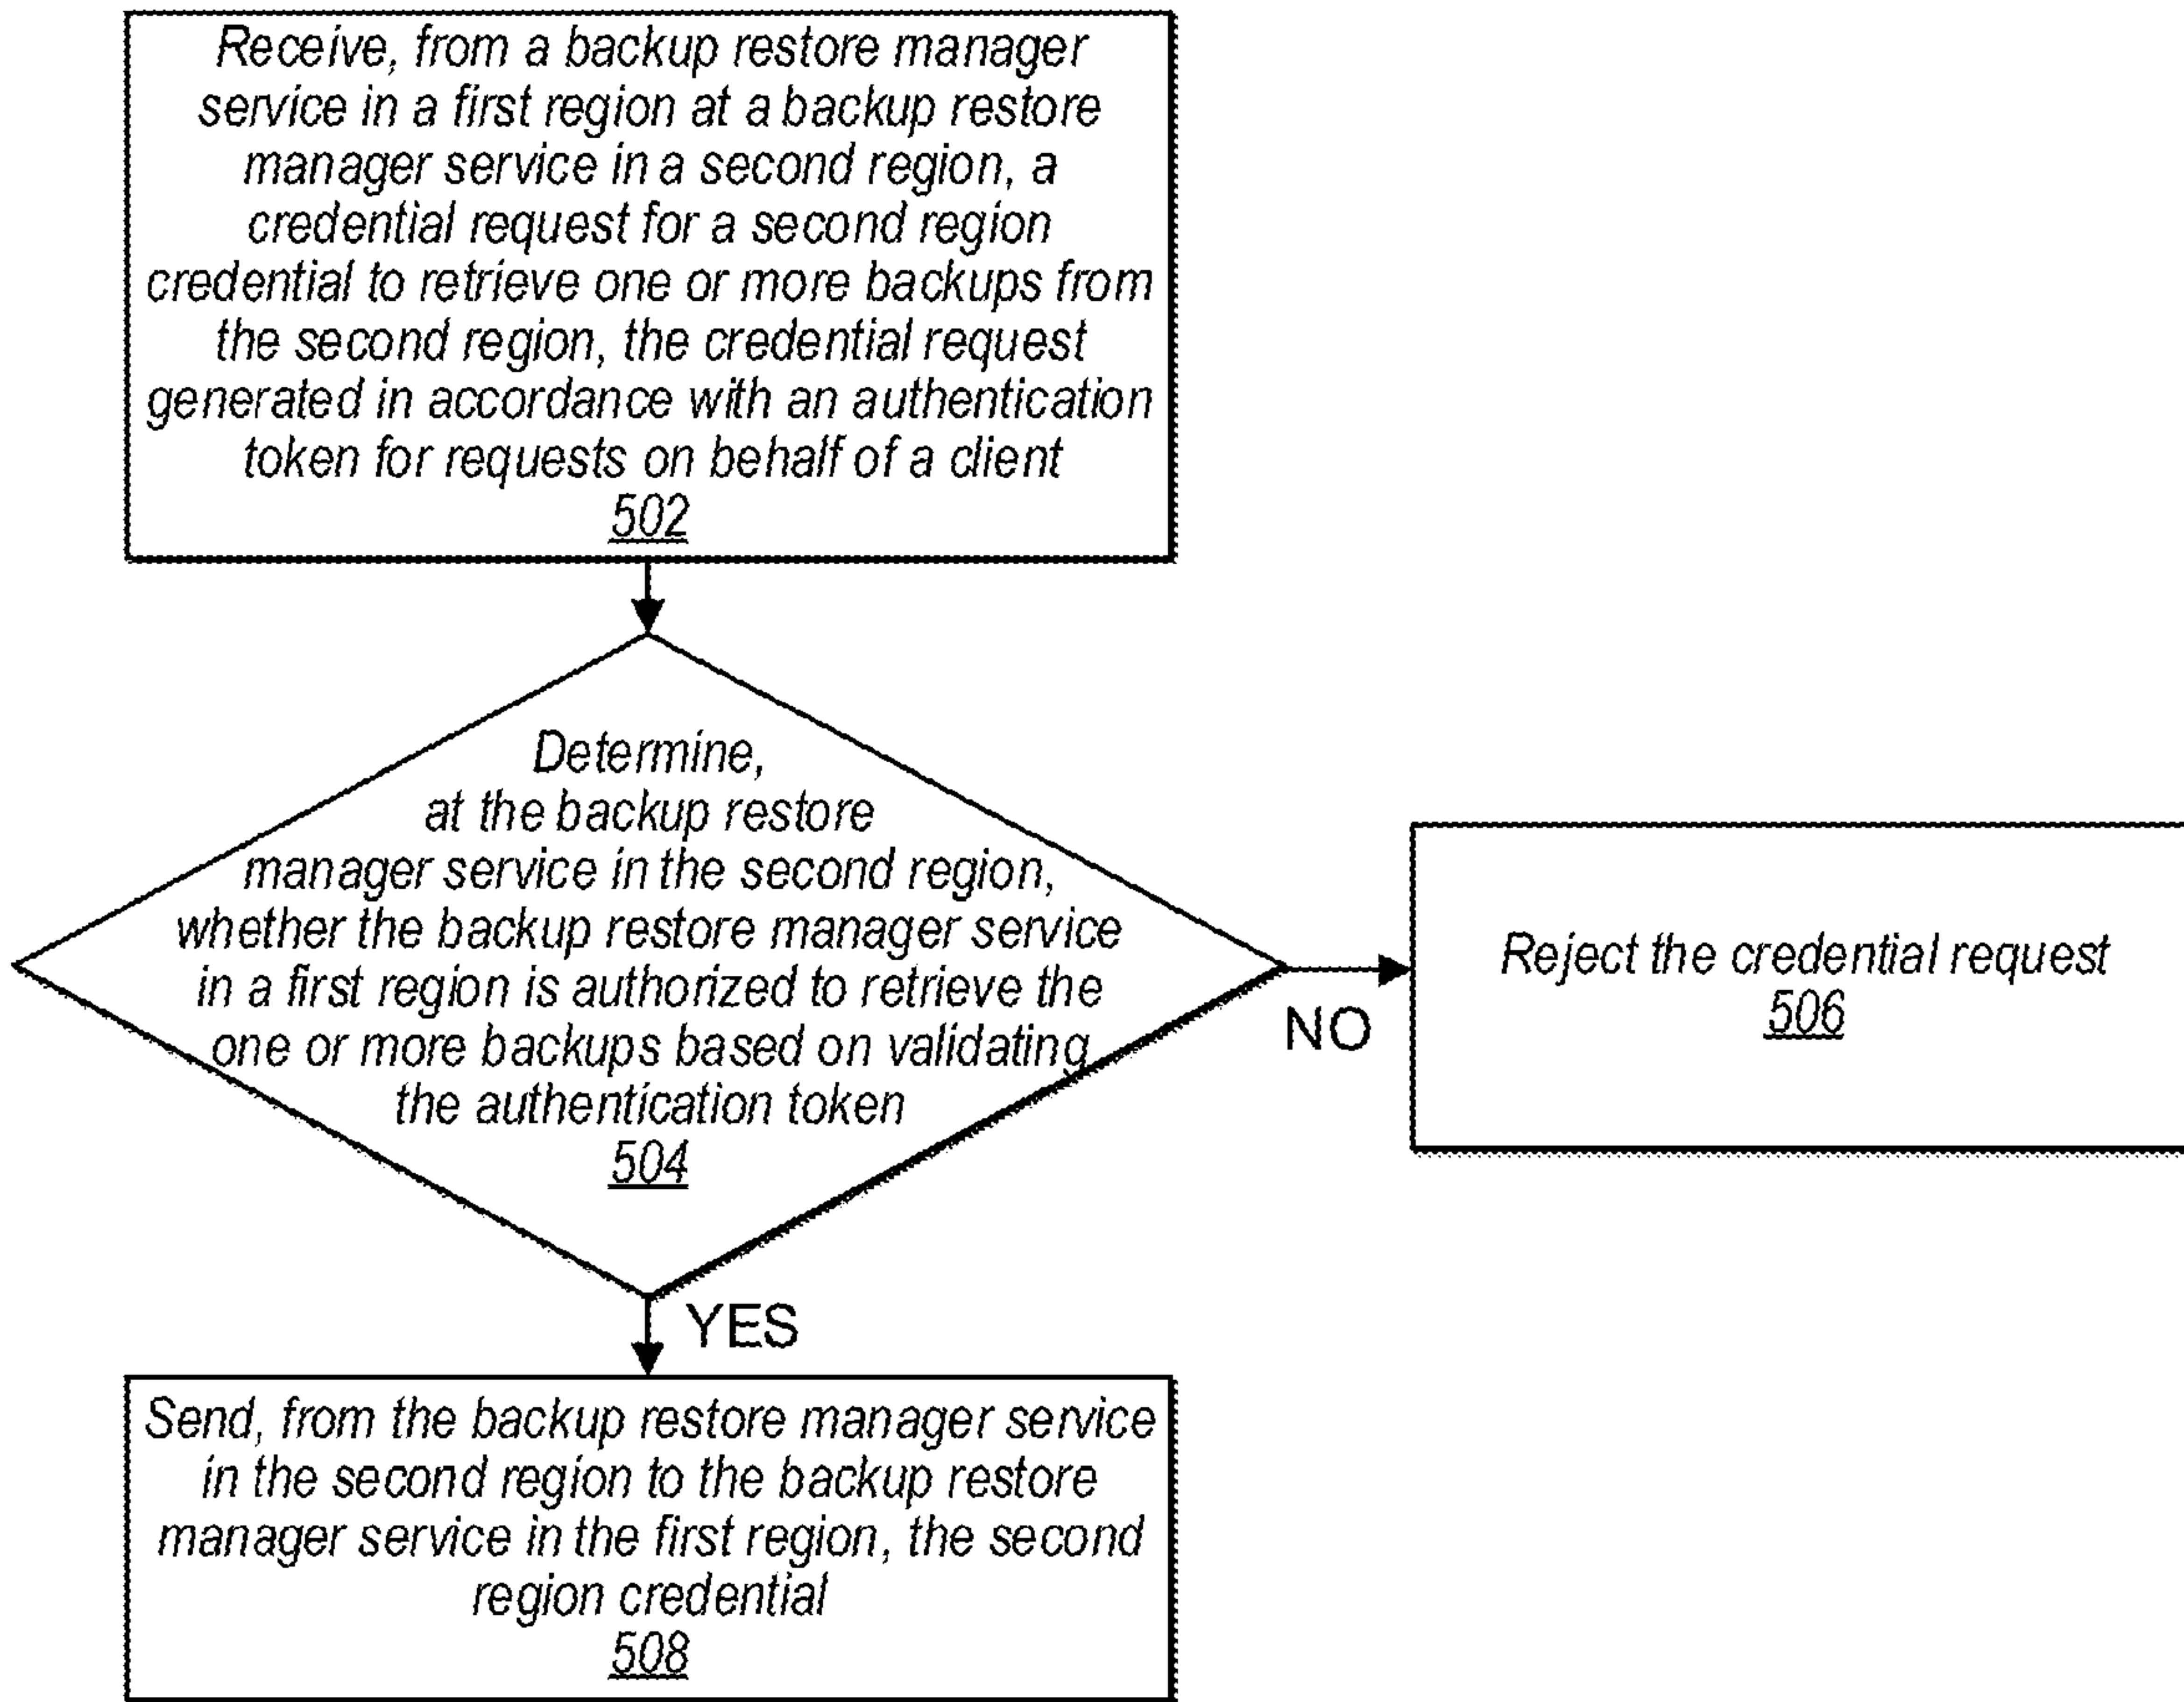 Receive, from a backup restore manager
service in a first region at a backup restore
manager service in a second region, a
credential request for a second region
credential to retrieve one or more backups from
the second region, the credential request
generated in accordance with an authentication
token for requests on behalf of a client
502
Determine,
at the backup restore
manager service in the second region,
whether the backup restore manager service
in a first region is authorized to retrieve the
one or more backups based on validating
the authentication token
504
NO
Reject the credential request
506
YES
Send, from the backup restore manager service
in the second region to the backup restore
manager service in the first region, the second
region credential
508